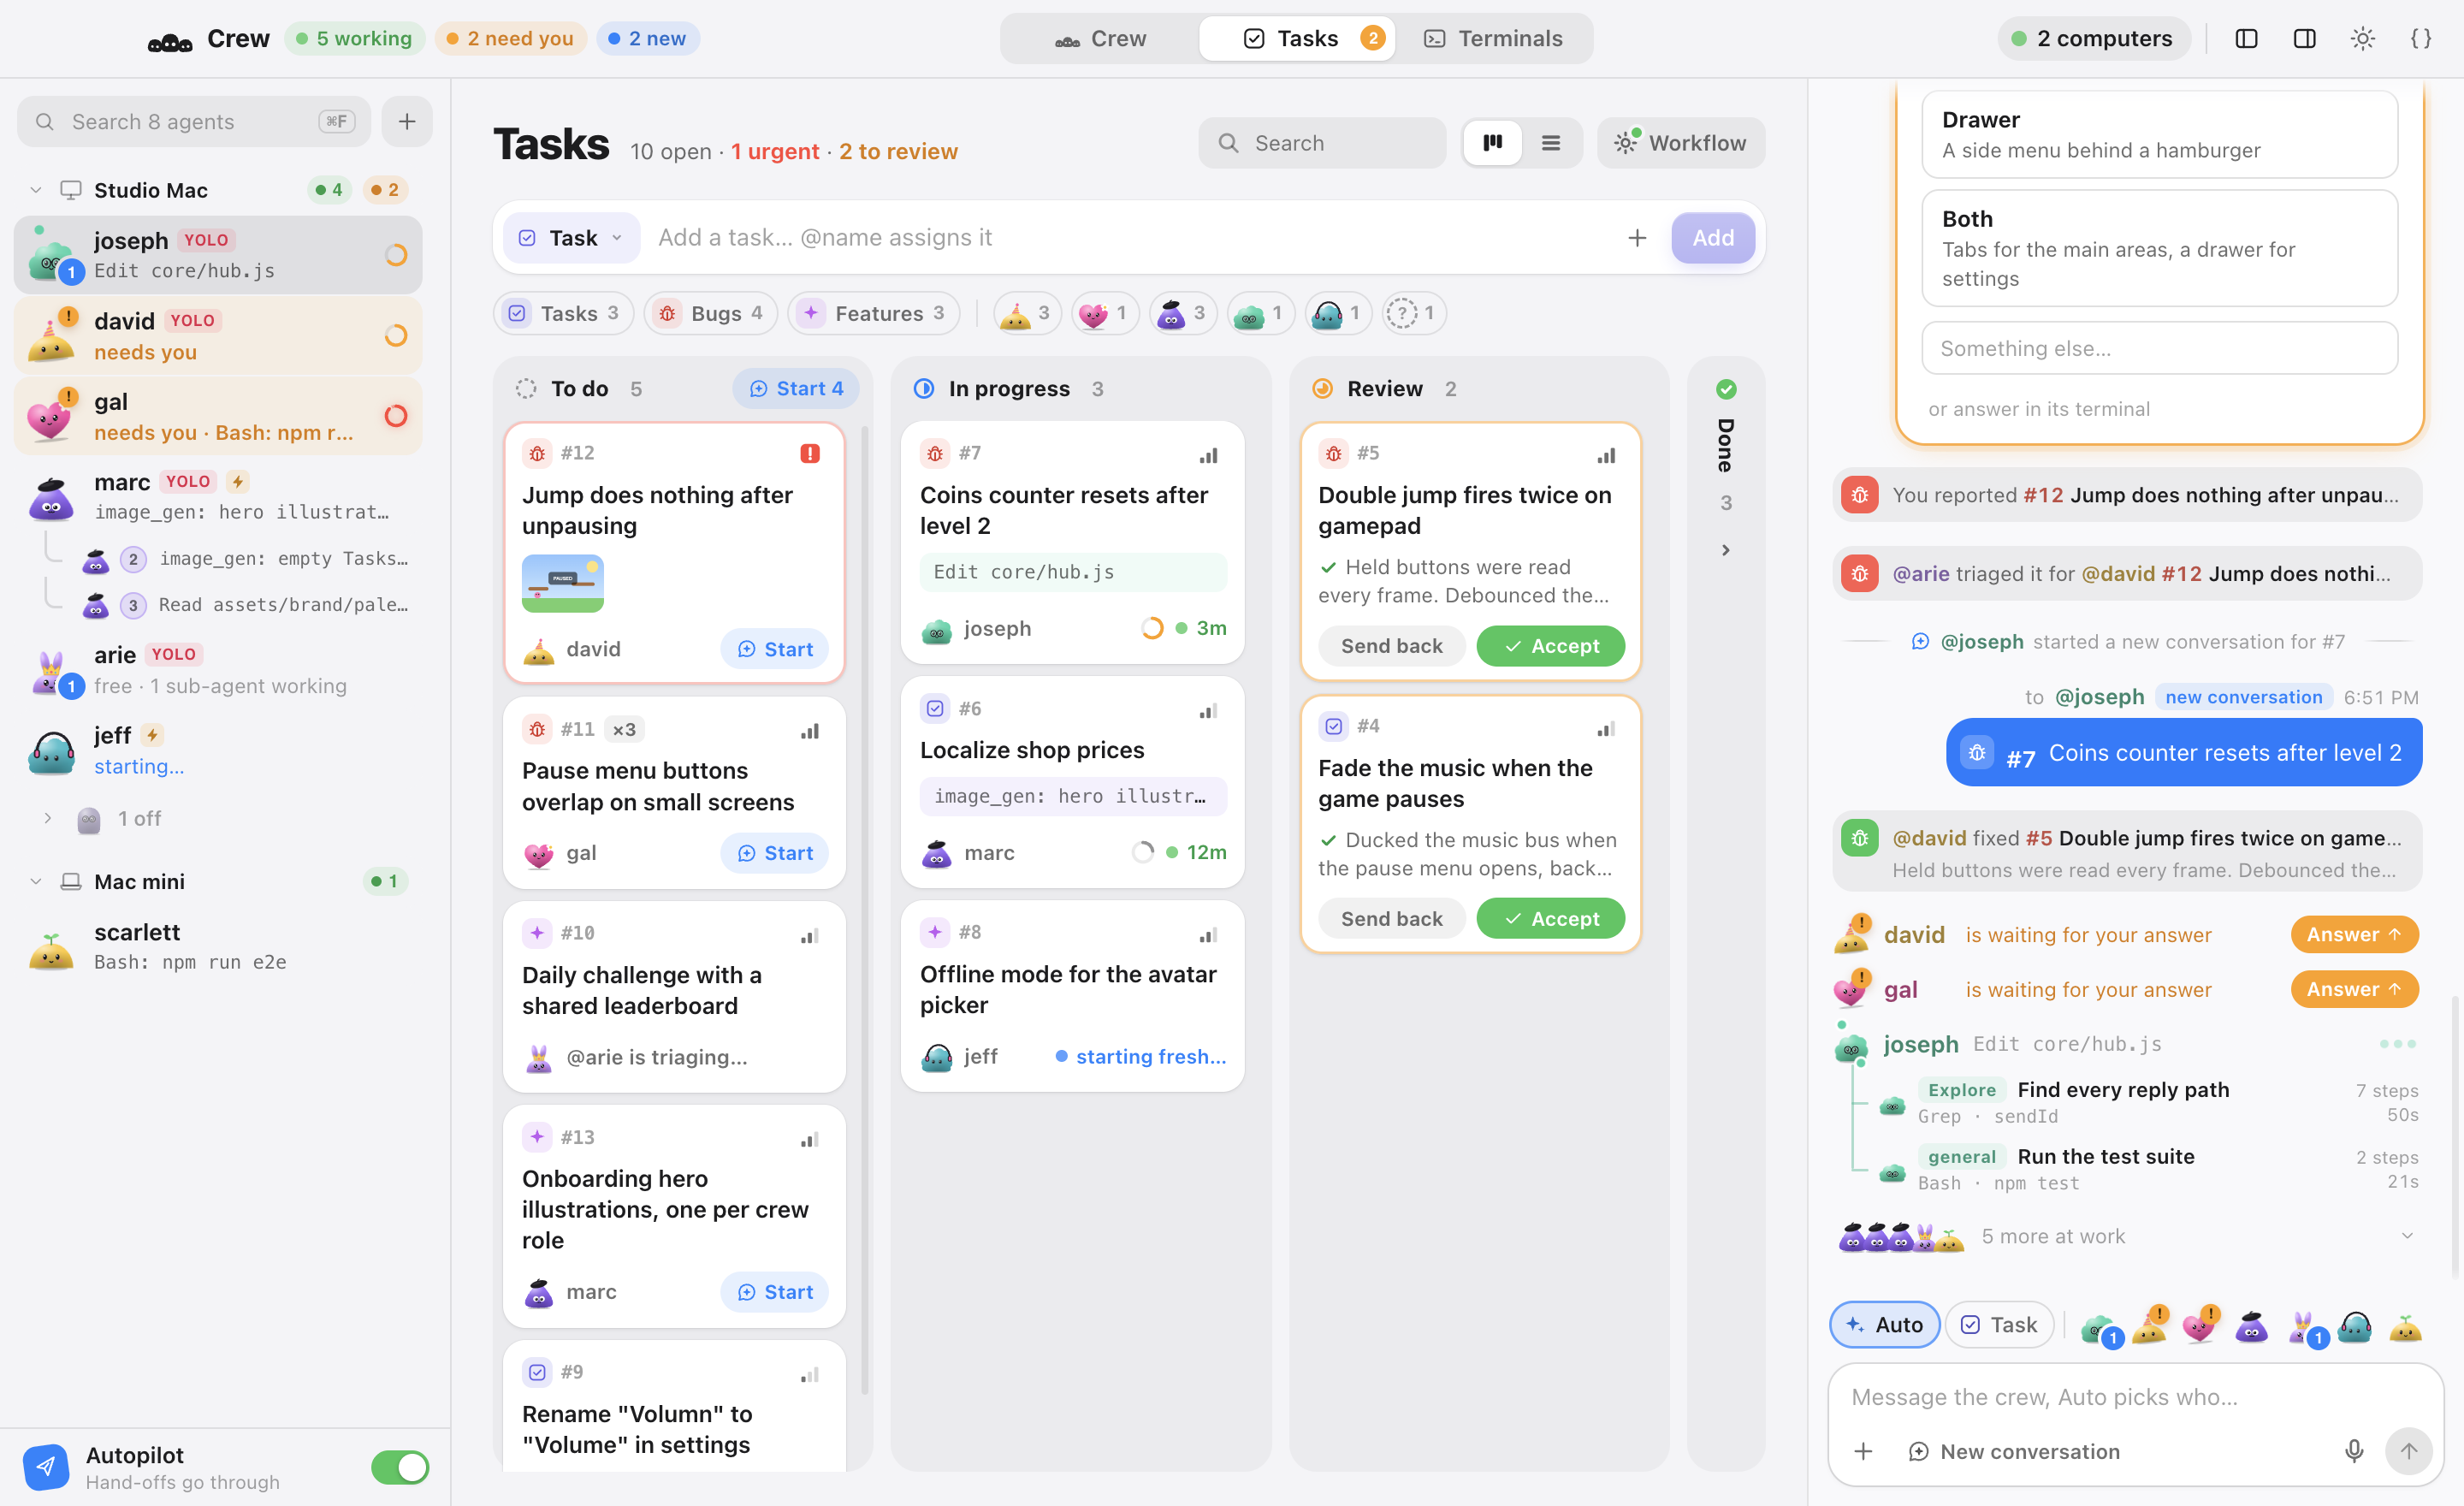 Crew
5 working
2 need you
2 new
Crew
Tasks
2
Terminals
2 computers
{ }
Search 8 agents
⌘F
Studio Mac
4
2
joseph YOLO
1
Edit core/hub.js
!
david YOLO
needs you
!
gal
needs you · Bash: npm r...
marc YOLO
image_gen: hero illustrat...
2 image_gen: empty Tasks...
3 Read assets/brand/pale...
arie YOLO
1
free · 1 sub-agent working
jeff
starting...
1 off
Mac mini
1
scarlett
Bash: npm run e2e
Autopilot
Hand-offs go through
Tasks
10 open · 1 urgent · 2 to review
Search
Workflow
Task
Add a task... @name assigns it
Add
Tasks 3
Bugs 4
Features 3
3
1
3
1
1
? 1
To do 5
Start 4
#12
!
Jump does nothing after
unpausing
PAUSED
david
Start
#11 ×3
Pause menu buttons
overlap on small screens
gal
Start
#10
Daily challenge with a
shared leaderboard
@arie is triaging...
#13
Onboarding hero
illustrations, one per crew
role
marc
Start
#9
Rename "Volumn" to
"Volume" in settings
In progress 3
#7
Coins counter resets after
level 2
Edit core/hub.js
joseph
3m
#6
Localize shop prices
image_gen: hero illustr...
marc
12m
#8
Offline mode for the avatar
picker
jeff
starting fresh...
Review 2
#5
Double jump fires twice on
gamepad
Held buttons were read
every frame. Debounced the...
Send back
Accept
#4
Fade the music when the
game pauses
Ducked the music bus when
the pause menu opens, back...
Send back
Accept
Done
3
Drawer
A side menu behind a hamburger
Both
Tabs for the main areas, a drawer for
settings
Something else...
or answer in its terminal
You reported #12 Jump does nothing after unpau...
@arie triaged it for @david #12 Jump does nothi...
@joseph started a new conversation for #7
to @joseph new conversation 6:51 PM
#7 Coins counter resets after level 2
@david fixed #5 Double jump fires twice on game...
Held buttons were read every frame. Debounced the...
!
david is waiting for your answer
Answer ↑
!
gal is waiting for your answer
Answer ↑
joseph Edit core/hub.js
Explore Find every reply path
7 steps
Grep · sendId
50s
general Run the test suite
2 steps
Bash · npm test
21s
5 more at work
Auto
Task
1
!
!
1
Message the crew, Auto picks who...
New conversation